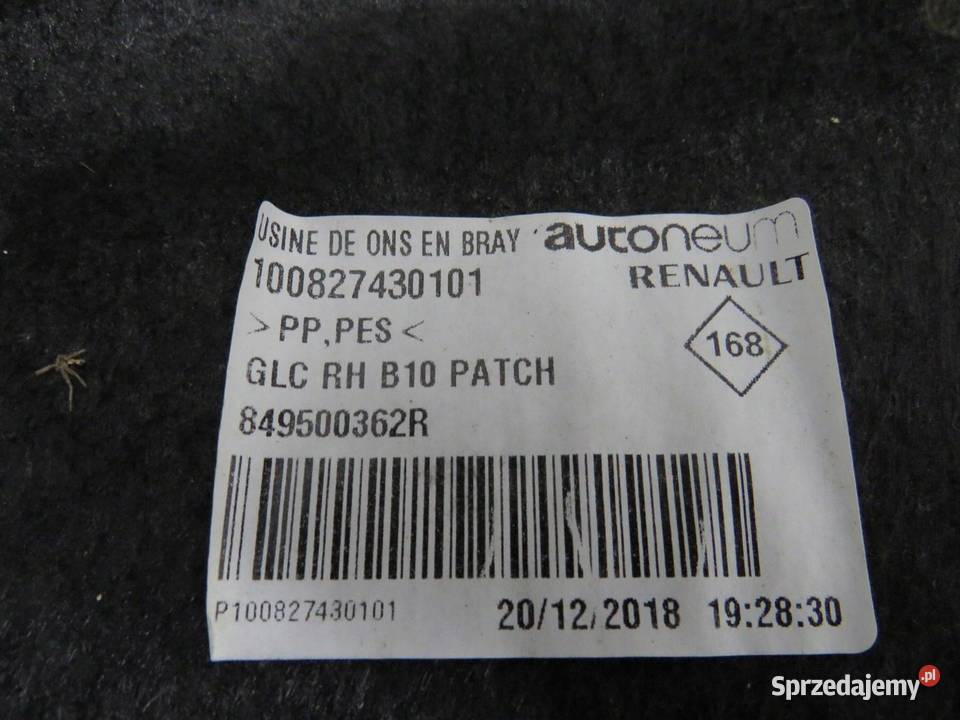 USINE DE ONS EN BRAY autoneum
100827430101 RENAULT
>PP,PES<
168
GLC RH B10 PATCH
849500362R
P100827430101 20/12/2018 19:28:30
Sprzedajemy.pl